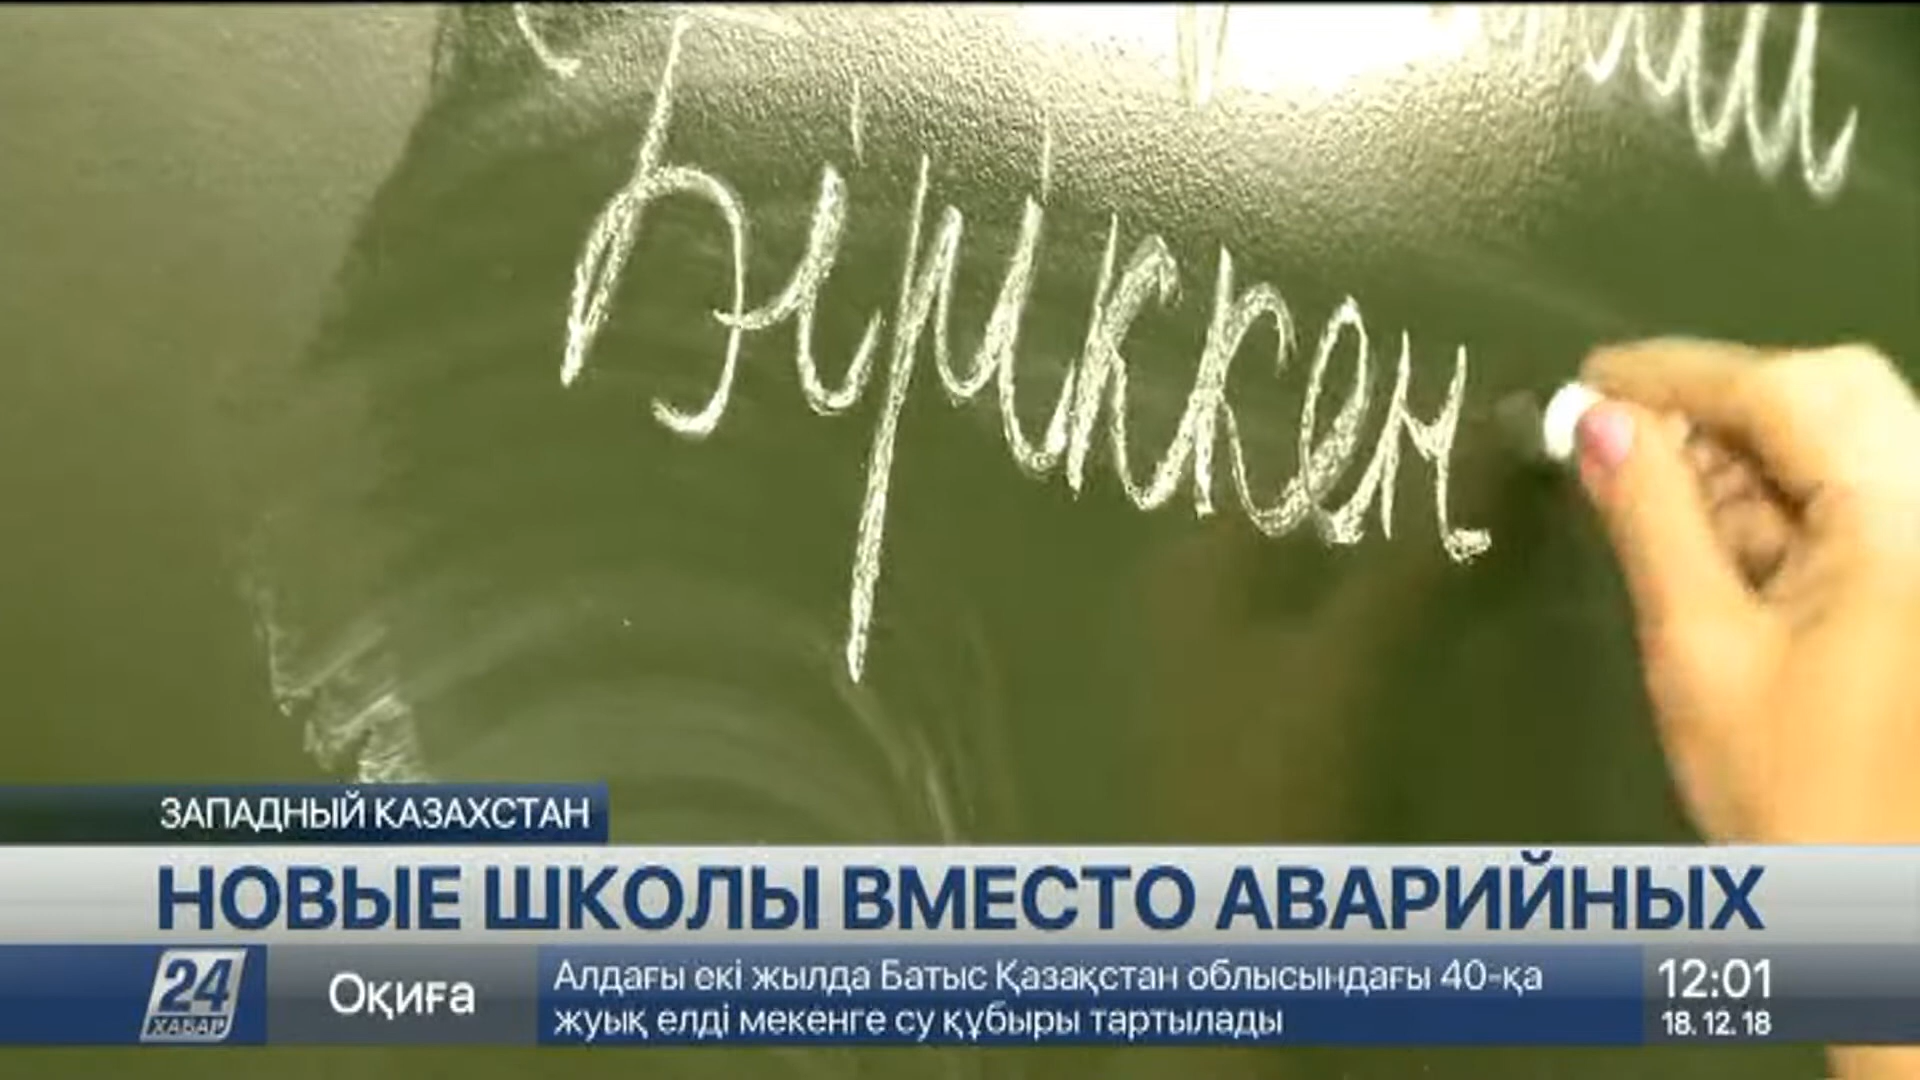 біріккен
ЗАПАДНЫЙ КАЗАХСТАН
НОВЫЕ ШКОЛЫ ВМЕСТО АВАРИЙНЫХ
24 ХАБАР
Оқиға
Алдағы екі жылда Батыс Қазақстан облысындағы 40-қа
жуық елді мекенге су құбыры тартылады
12:01
18. 12. 18